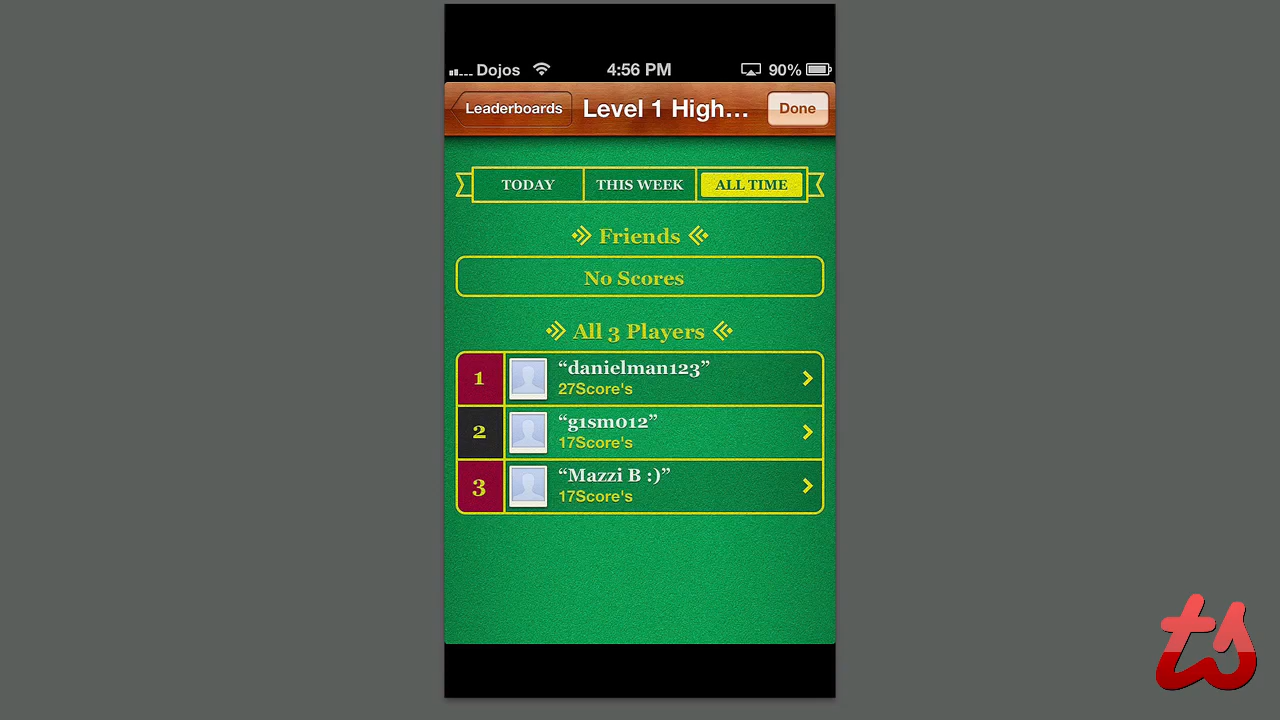 Dojos 4:56 PM 90%
Leaderboards Level 1 High... Done
TODAY THIS WEEK ALL TIME
Friends
No Scores
All 3 Players
1 “danielman123”
27Score's
2 “g1sm012”
17Score's
3 “Mazzi B :)”
17Score's
ts